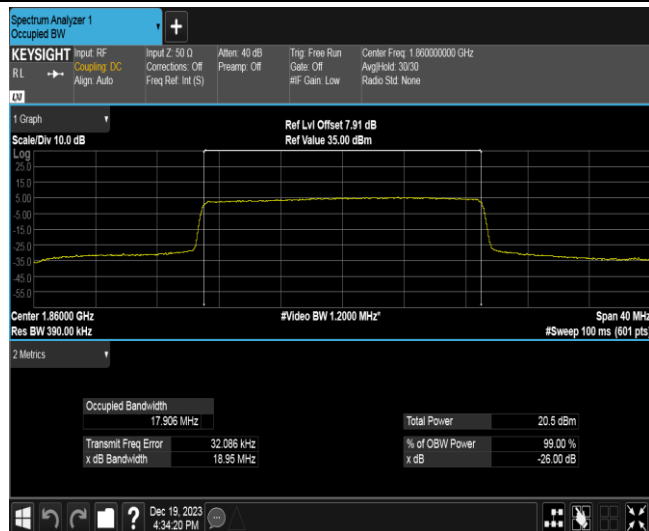 Spectrum Analyzer 1
Occupied BW
KEYSIGHT
RL
Input: RF
Coupling: DC
Align: Auto
Input Z: 50 Ω
Corrections: Off
Freq Ref: Int (S)
Atten: 40 dB
Preamp: Off
Trig: Free Run
Gate: Off
#IF Gain: Low
Center Freq: 1.860000000 GHz
Avg|Hold: 30/30
Radio Std: None
1 Graph
Scale/Div 10.0 dB
Ref Lvl Offset 7.91 dB
Ref Value 35.00 dBm
Log
25.0
15.0
5.00
-5.00
-15.0
-25.0
-35.0
-45.0
-55.0
Center 1.86000 GHz
Res BW 390.00 kHz
#Video BW 1.2000 MHz*
Span 40 MHz
#Sweep 100 ms (601 pts)
2 Metrics
Occupied Bandwidth
17.906 MHz
Transmit Freq Error 32.086 kHz
x dB Bandwidth 18.95 MHz
Total Power 20.5 dBm
% of OBW Power 99.00 %
x dB -26.00 dB
?
Dec 19, 2023
4:34:20 PM